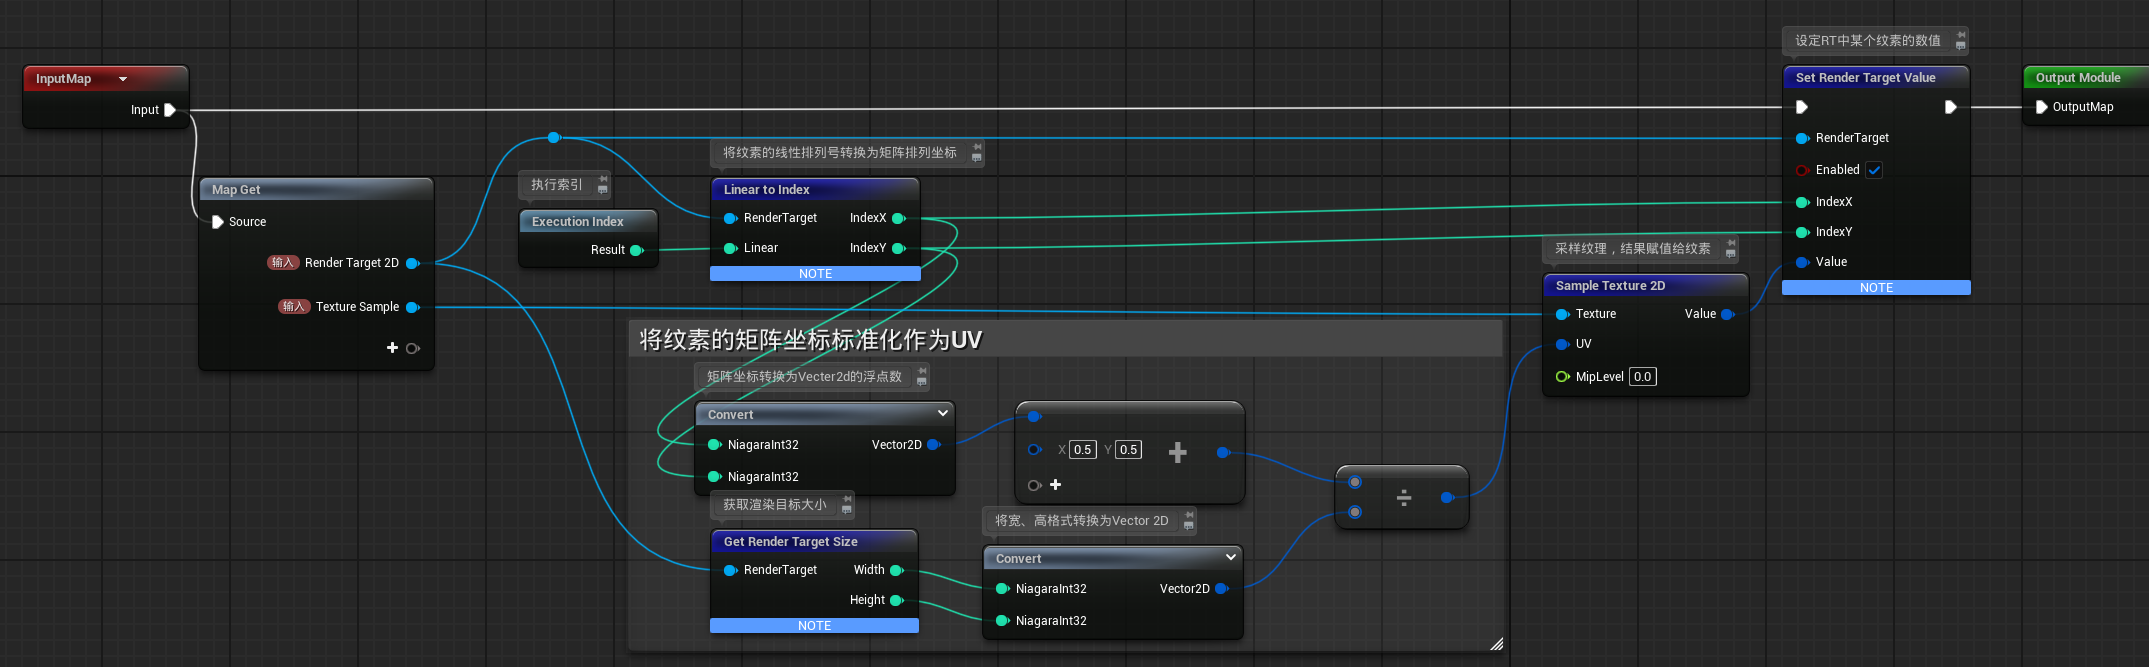 InputMap
Input
Map Get
Source
输入 Render Target 2D
输入 Texture Sample
执行索引
Execution Index
Result
将纹素的线性排列号转换为矩阵排列坐标
Linear to Index
RenderTarget IndexX
Linear IndexY
NOTE
将纹素的矩阵坐标标准化作为UV
矩阵坐标转换为Vecter2d的浮点数
Convert
NiagaraInt32 Vector2D
NiagaraInt32
X 0.5 Y 0.5
获取渲染目标大小
Get Render Target Size
RenderTarget Width
Height
NOTE
将宽、高格式转换为Vector 2D
Convert
NiagaraInt32 Vector2D
NiagaraInt32
采样纹理，结果赋值给纹素
Sample Texture 2D
Texture Value
UV
MipLevel 0.0
设定RT中某个纹素的数值
Set Render Target Value
RenderTarget
Enabled
IndexX
IndexY
Value
NOTE
Output Module
OutputMap